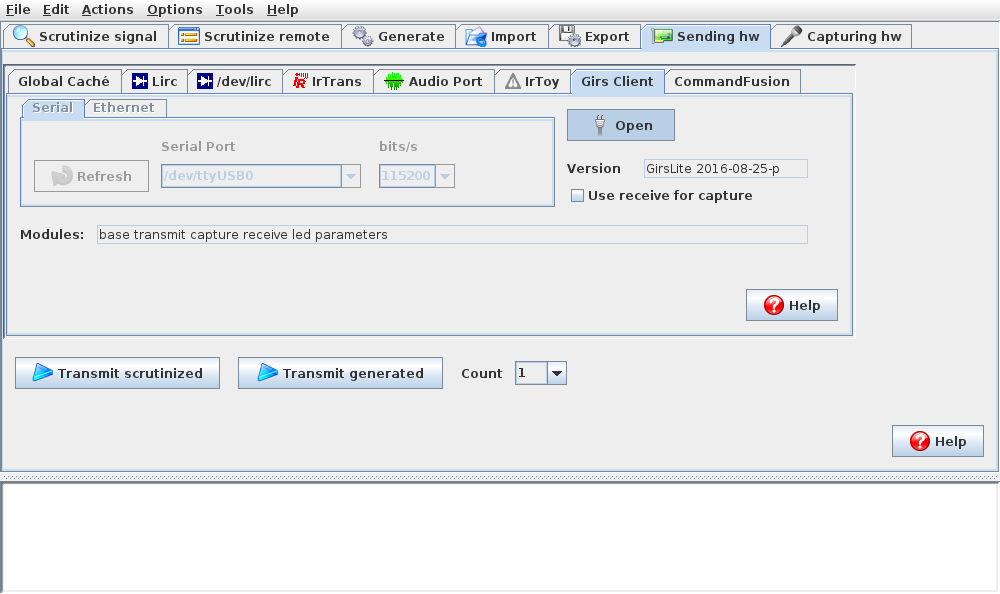 File Edit Actions Options Tools Help
Scrutinize signal Scrutinize remote Generate Import Export Sending hw Capturing hw
Global Caché Lirc /dev/lirc IrTrans Audio Port IrToy Girs Client CommandFusion
Serial Ethernet
Open
Serial Port bits/s
Refresh /dev/ttyUSB0 115200
Version GirsLite 2016-08-25-p
Use receive for capture
Modules: base transmit capture receive led parameters
Help
Transmit scrutinized Transmit generated Count 1
Help